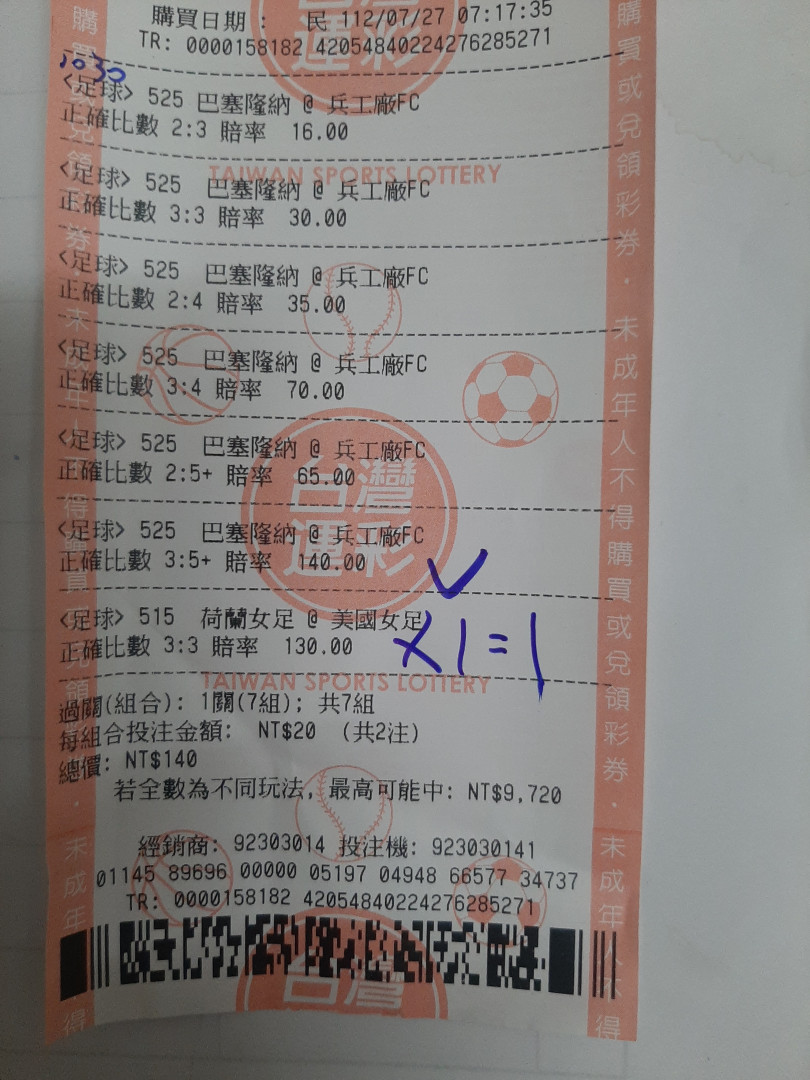 購買日期: 民 112/07/27 07:17:35
TR: 0000158182 42054840224276285271
1030
<足球> 525 巴塞隆納 @ 兵工廠FC
正確比數 2:3 賠率 16.00
TAIWAN SPORTS LOTTERY
<足球> 525 巴塞隆納 @ 兵工廠FC
正確比數 3:3 賠率 30.00
<足球> 525 巴塞隆納 @ 兵工廠FC
正確比數 2:4 賠率 35.00
<足球> 525 巴塞隆納 @ 兵工廠FC
正確比數 3:4 賠率 70.00
<足球> 525 巴塞隆納 @ 兵工廠FC
正確比數 2:5+ 賠率 65.00
台灣
運彩
<足球> 525 巴塞隆納 @ 兵工廠FC
正確比數 3:5+ 賠率 140.00
<足球> 515 荷蘭女足 @ 美國女足
正確比數 3:3 賠率 130.00
X1=1
TAIWAN SPORTS LOTTERY
過關(組合): 1關(7組); 共7組
每組合投注金額: NT$20 (共2注)
總價: NT$140
若全數為不同玩法, 最高可能中: NT$9,720
經銷商: 92303014 投注機: 923030141
01145 89696 00000 05197 04948 66577 34737
TR: 0000158182 42054840224276285271
台灣
購買或兌領彩券・未成年人不得購買或兌領彩券・未成年人不得